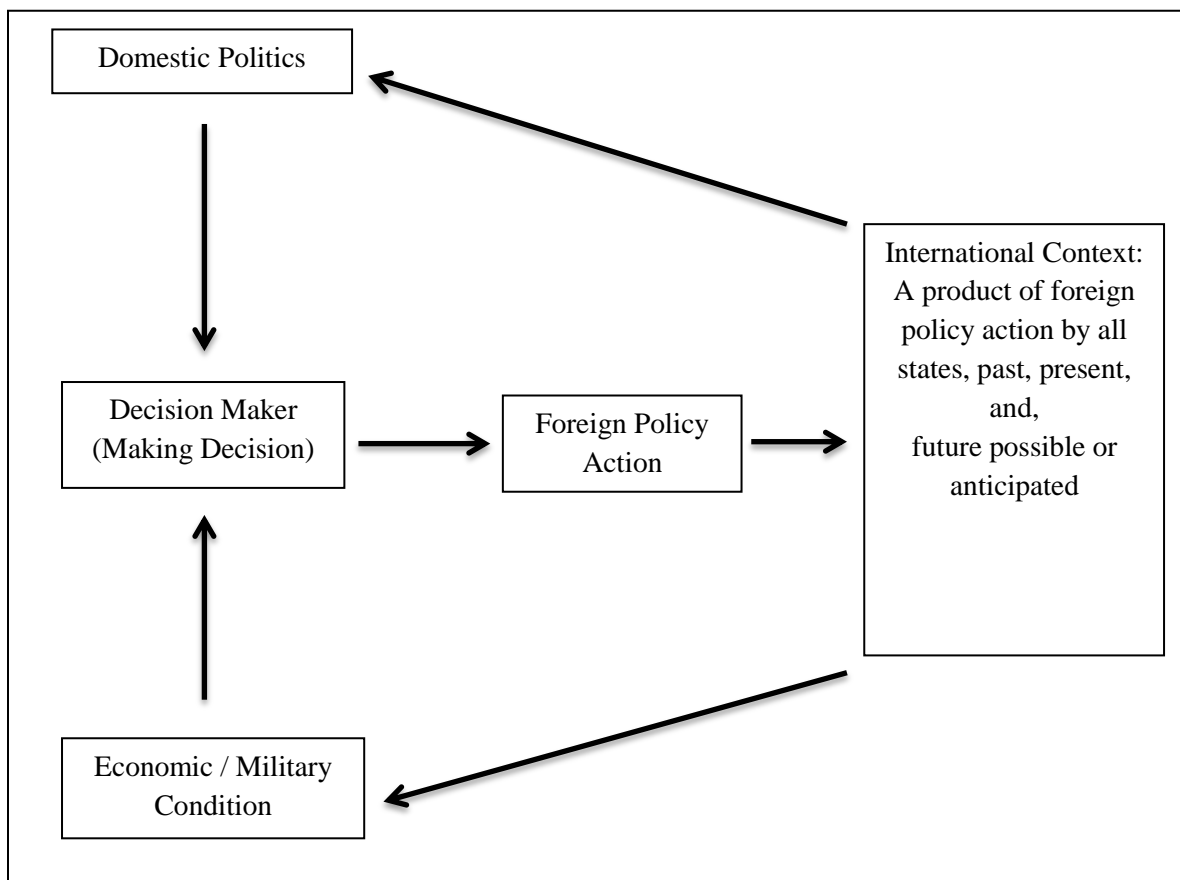 Domestic Politics
International Context:
A product of foreign
policy action by all
states, past, present,
and,
future possible or
anticipated
Decision Maker
(Making Decision)
Foreign Policy
Action
Economic / Military
Condition